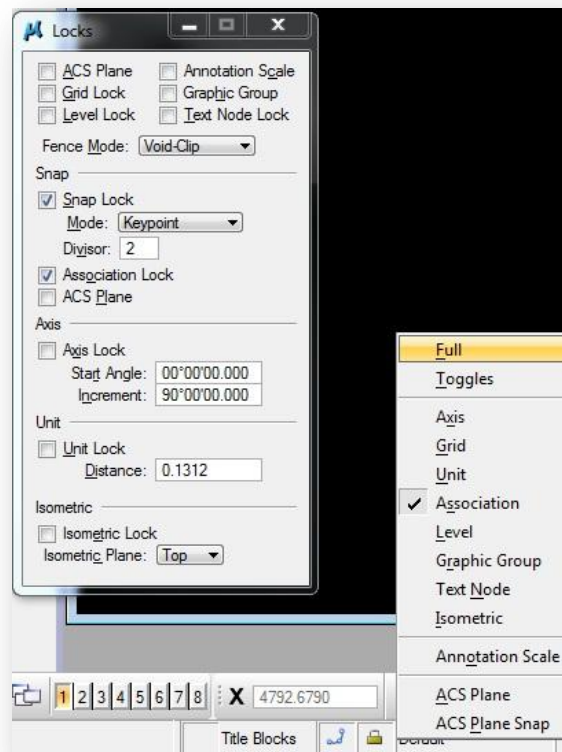 Locks
ACS Plane Annotation Scale
Grid Lock Graphic Group
Level Lock Text Node Lock
Fence Mode: Void-Clip
Snap
Snap Lock
Mode: Keypoint
Divisor: 2
Association Lock
ACS Plane
Axis
Axis Lock
Start Angle: 00°00'00.000
Increment: 90°00'00.000
Unit
Unit Lock
Distance: 0.1312
Isometric
Isometric Lock
Isometric Plane: Top
Full
Toggles
Axis
Grid
Unit
Association
Level
Graphic Group
Text Node
Isometric
Annotation Scale
ACS Plane
ACS Plane Snap
1 2 3 4 5 6 7 8 X 4792.6790
Title Blocks Default